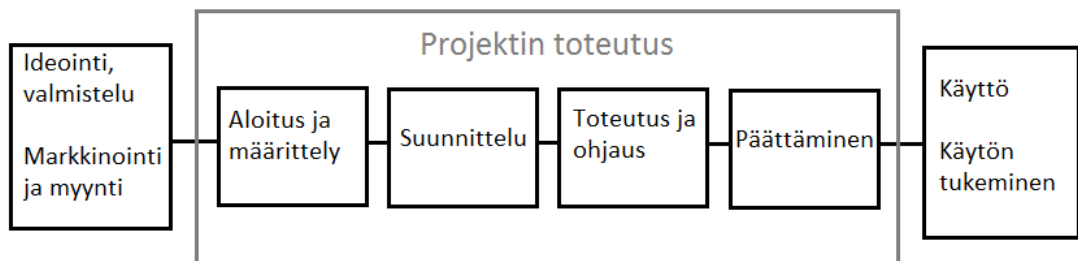 Projektin toteutus
Ideointi,
valmistelu
Markkinointi
ja myynti
Aloitus ja
määrittely
Suunnittelu
Toteutus ja
ohjaus
Päättäminen
Käyttö
Käytön
tukeminen